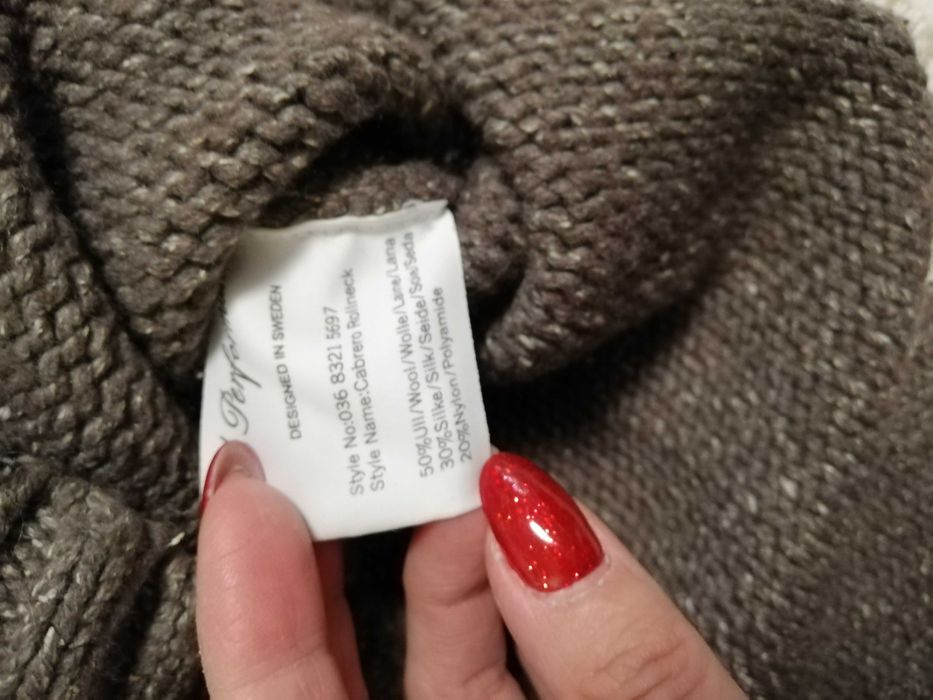 DESIGNED IN SWEDEN
Style No:036 8321 5697
Style Name:Cabrero Rollneck
50%Ull/Wool/Wolle/Laine/Lana
30%Silke/Silk/Seide/Soie/Seda
20%Nylon/Polyamide